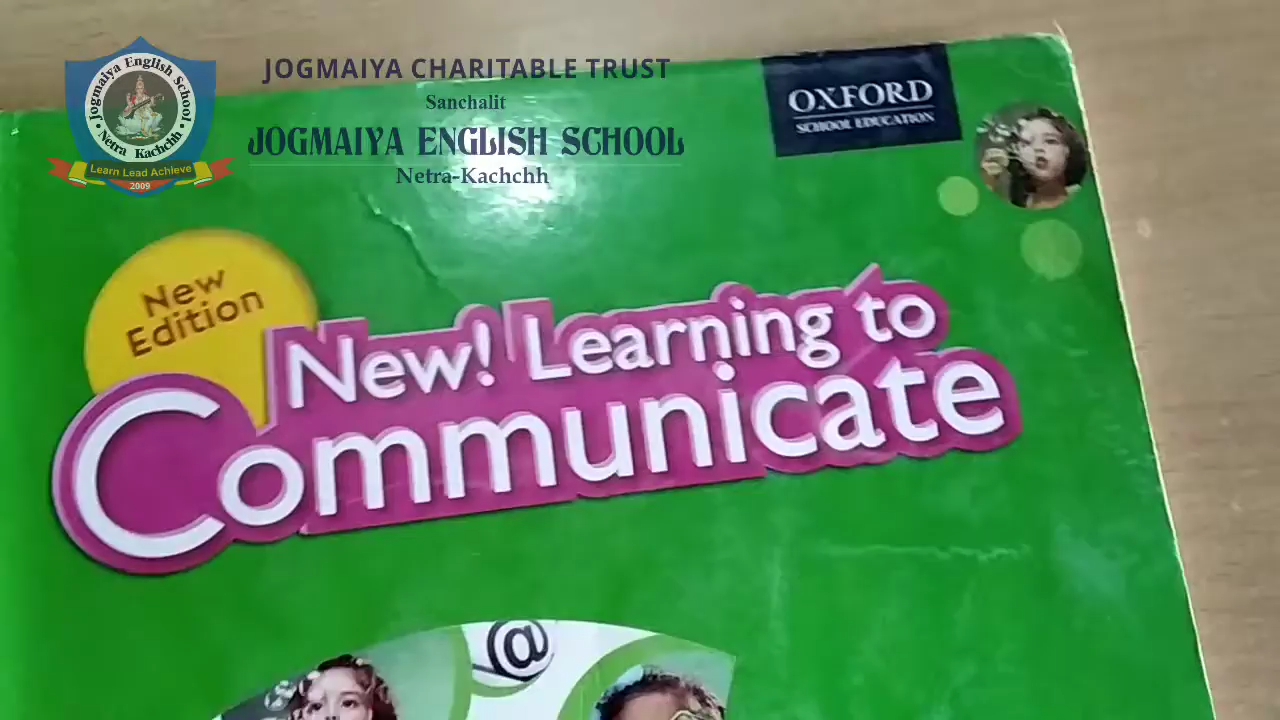 Jogmaiya English School
Netra Kachchh
Learn Lead Achieve
2009
JOGMAIYA CHARITABLE TRUST
Sanchalit
JOGMAIYA ENGLISH SCHOOL
Netra-Kachchh
OXFORD
SCHOOL EDUCATION
New
Edition
New! Learning to
Communicate
@